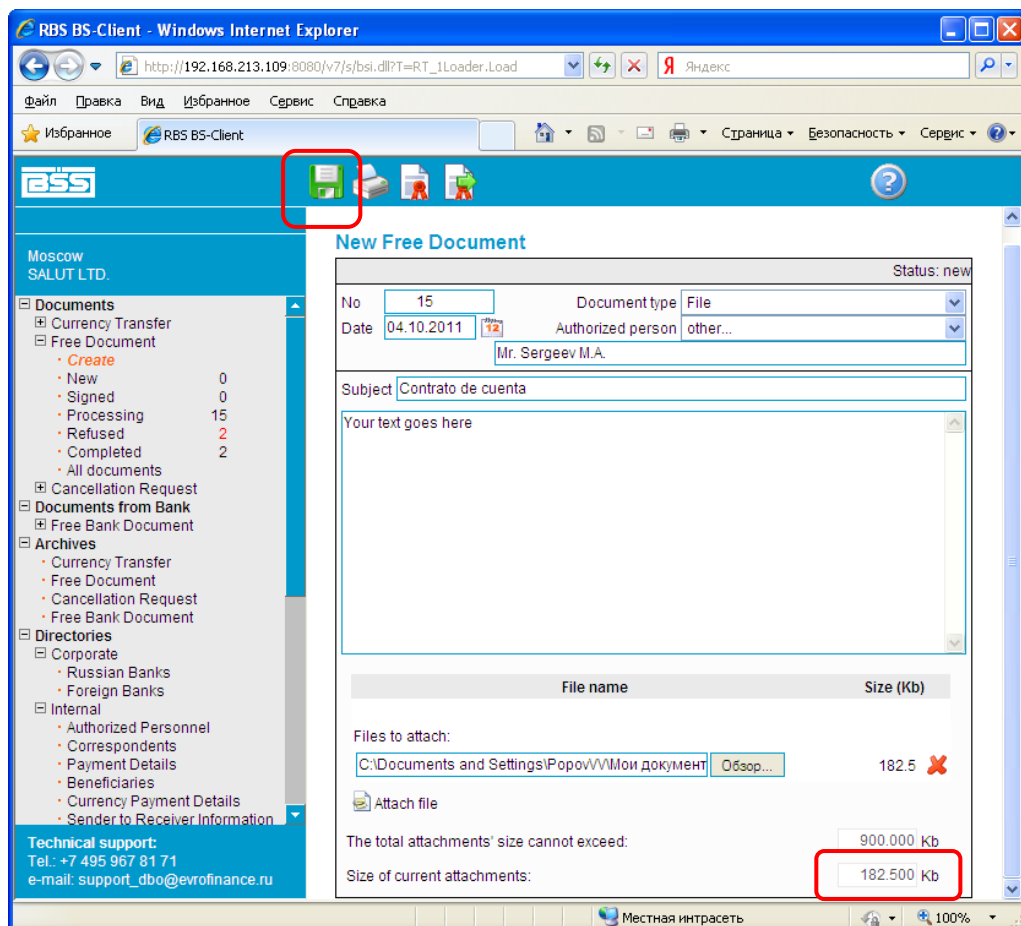 RBS BS-Client - Windows Internet Explorer
http://192.168.213.109:8080/v7/s/bsi.dll?T=RT_1Loader.Load
Яндекс
Файл Правка Вид Избранное Сервис Справка
Избранное RBS BS-Client Страница Безопасность Сервис
BSS
Moscow
SALUT LTD.
Documents
Currency Transfer
Free Document
Create
New 0
Signed 0
Processing 15
Refused 2
Completed 2
All documents
Cancellation Request
Documents from Bank
Free Bank Document
Archives
Currency Transfer
Free Document
Cancellation Request
Free Bank Document
Directories
Corporate
Russian Banks
Foreign Banks
Internal
Authorized Personnel
Correspondents
Payment Details
Beneficiaries
Currency Payment Details
Sender to Receiver Information
Technical support:
Tel.: +7 495 967 81 71
e-mail: support_dbo@evrofinance.ru
New Free Document
Status: new
No 15 Document type File
Date 04.10.2011 12 Authorized person other...
Mr. Sergeev M.A.
Subject Contrato de cuenta
Your text goes here
File name Size (Kb)
Files to attach:
C:\Documents and Settings\PopovVV\Мои документ Обзор... 182.5
Attach file
The total attachments' size cannot exceed: 900.000 Kb
Size of current attachments: 182.500 Kb
Местная интрасеть 100%